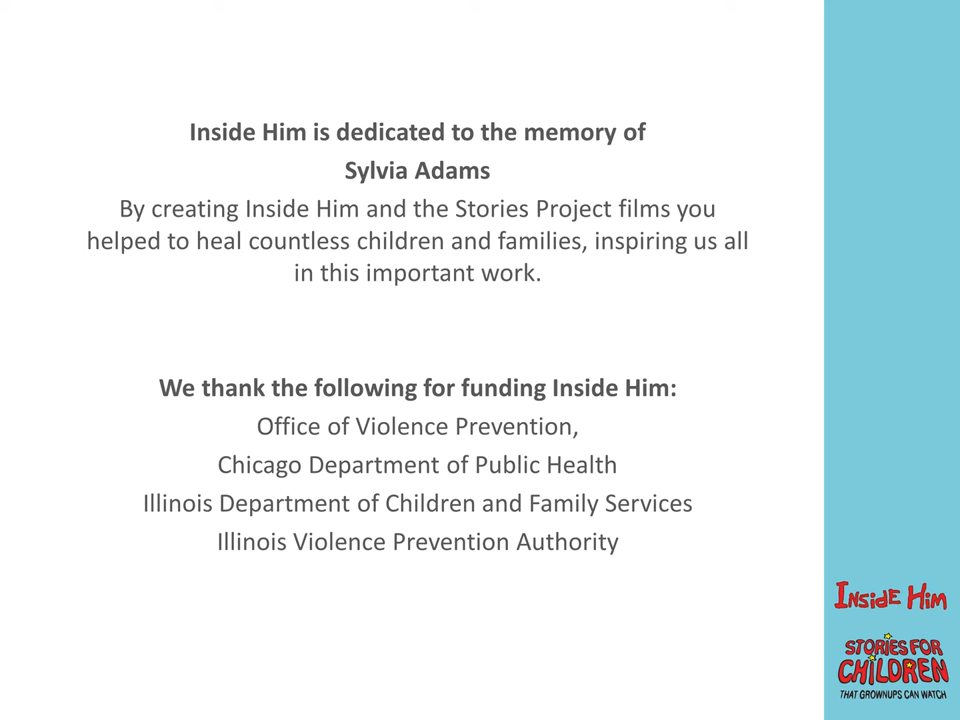 Inside Him is dedicated to the memory of
Sylvia Adams
By creating Inside Him and the Stories Project films you
helped to heal countless children and families, inspiring us all
in this important work.
We thank the following for funding Inside Him:
Office of Violence Prevention,
Chicago Department of Public Health
Illinois Department of Children and Family Services
Illinois Violence Prevention Authority
INSIDE HIM
STORIES FOR
CHILDREN
THAT GROWNUPS CAN WATCH